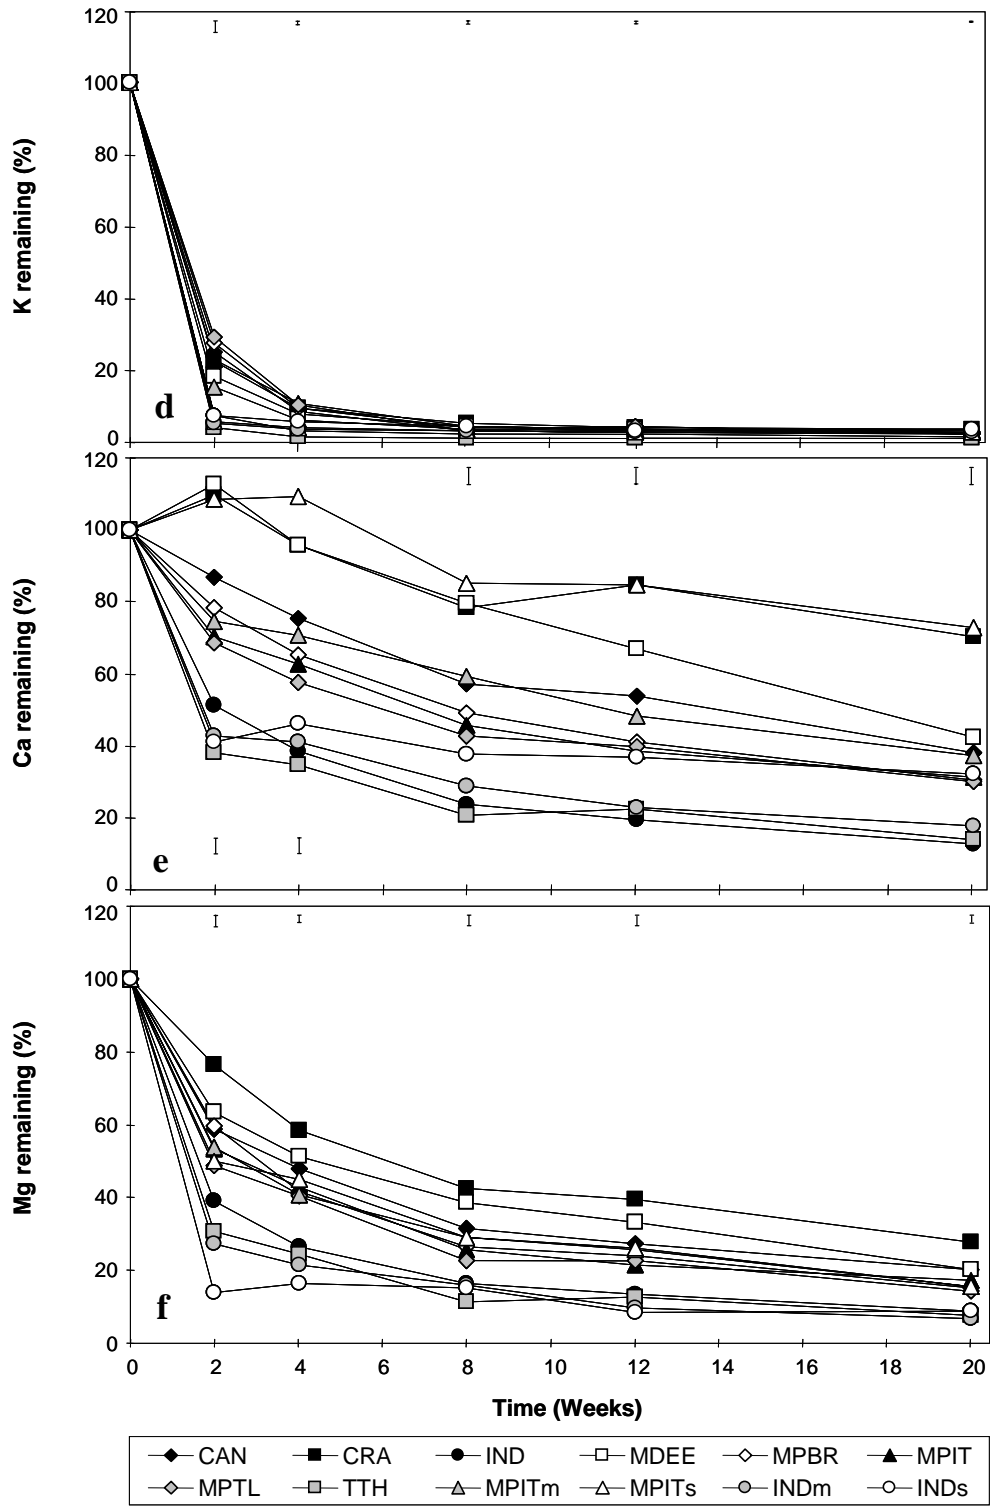 120
100
80
60
40
20
0
K remaining (%)
d
120
100
80
60
40
20
0
Ca remaining (%)
e
120
100
80
60
40
20
0
Mg remaining (%)
f
0 2 4 6 8 10 12 14 16 18 20
Time (Weeks)
CAN CRA IND MDEE MPBR MPIT
MPTL TTH MPITm MPITs INDm INDs